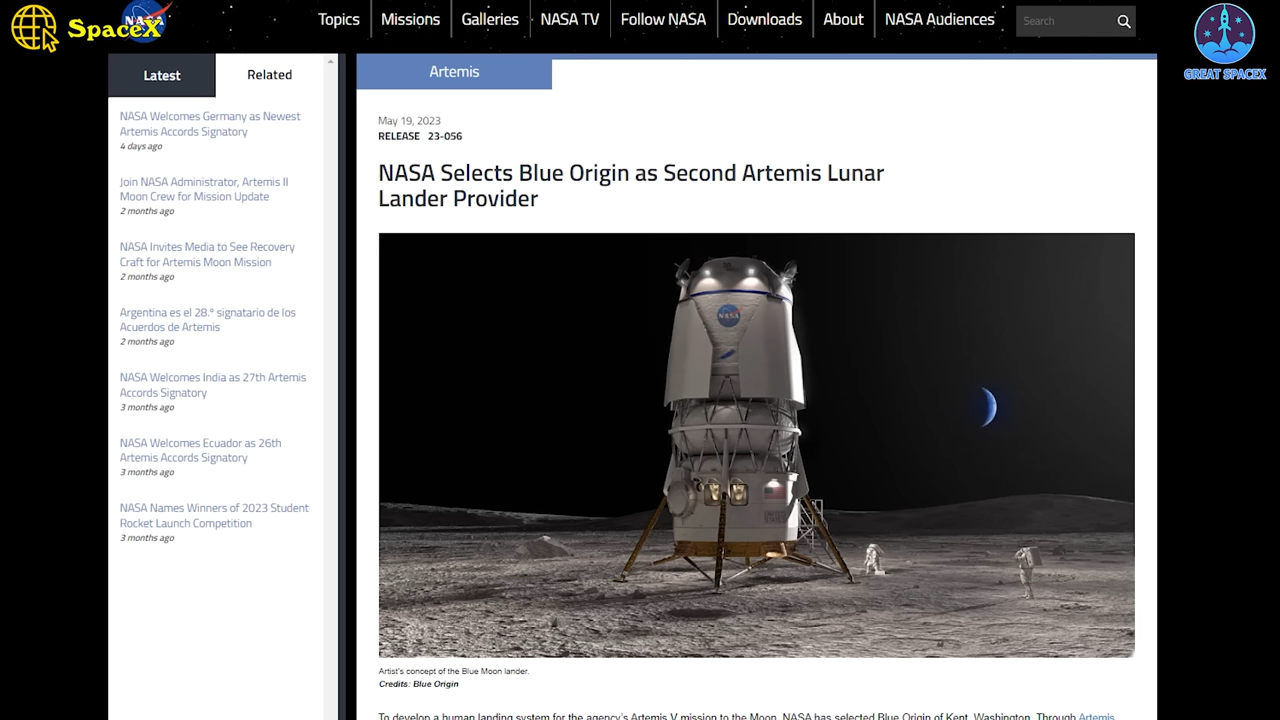 SpaceX
NASA
Topics
Missions
Galleries
NASA TV
Follow NASA
Downloads
About
NASA Audiences
Search
GREAT SPACEX
Latest
Related
NASA Welcomes Germany as Newest
Artemis Accords Signatory
4 days ago
Join NASA Administrator, Artemis II
Moon Crew for Mission Update
2 months ago
NASA Invites Media to See Recovery
Craft for Artemis Moon Mission
2 months ago
Argentina es el 28.º signatario de los
Acuerdos de Artemis
2 months ago
NASA Welcomes India as 27th Artemis
Accords Signatory
3 months ago
NASA Welcomes Ecuador as 26th
Artemis Accords Signatory
3 months ago
NASA Names Winners of 2023 Student
Rocket Launch Competition
3 months ago
Artemis
May 19, 2023
RELEASE 23-056
NASA Selects Blue Origin as Second Artemis Lunar
Lander Provider
NASA
Artist's concept of the Blue Moon lander.
Credits: Blue Origin
To develop a human landing system for the agency's Artemis V mission to the Moon, NASA has selected Blue Origin of Kent, Washington. Through Artemis